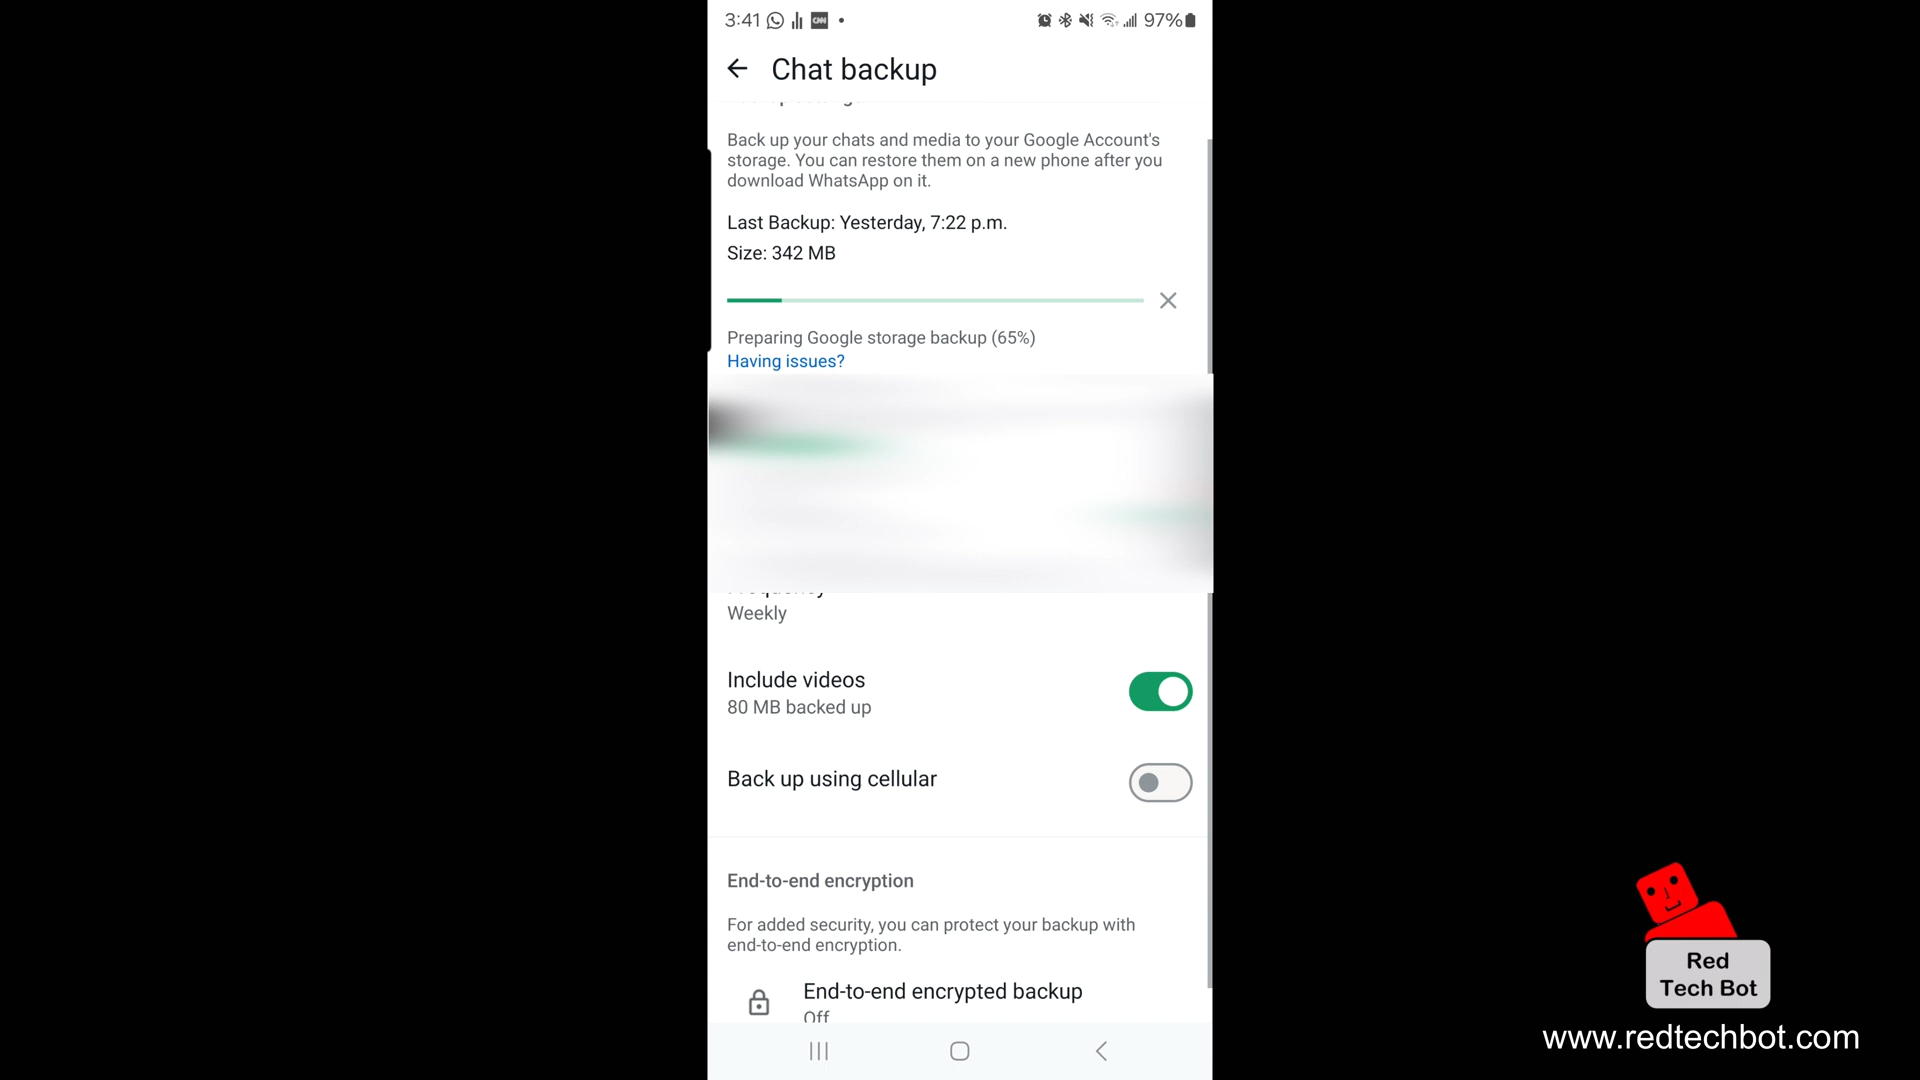 3:41 97%
Chat backup
Back up your chats and media to your Google Account's
storage. You can restore them on a new phone after you
download WhatsApp on it.
Last Backup: Yesterday, 7:22 p.m.
Size: 342 MB
Preparing Google storage backup (65%)
Having issues?
Weekly
Include videos
80 MB backed up
Back up using cellular
End-to-end encryption
For added security, you can protect your backup with
end-to-end encryption.
End-to-end encrypted backup
Off
Red
Tech Bot
www.redtechbot.com